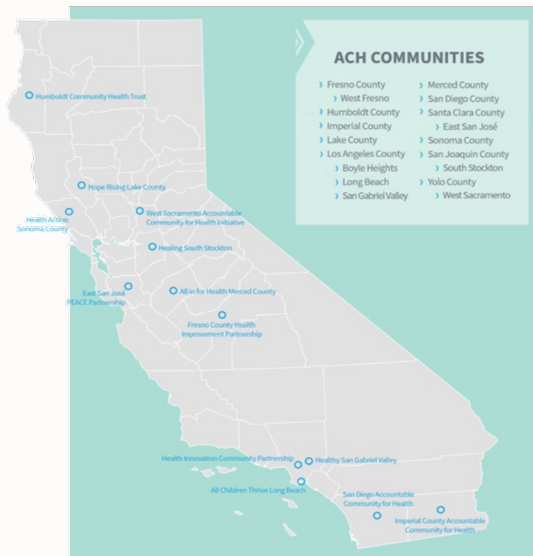 ACH COMMUNITIES
Fresno County
West Fresno
Humboldt County
Imperial County
Lake County
Los Angeles County
Boyle Heights
Long Beach
San Gabriel Valley
Merced County
San Diego County
Santa Clara County
East San José
Sonoma County
San Joaquin County
South Stockton
Yolo County
West Sacramento
Humboldt Community Health Trust
Hope Rising Lake County
Health Action
Sonoma County
West Sacramento Accountable
Community for Health Initiative
Healing South Stockton
East San José
PEACE Partnership
All in for Health Merced County
Fresno County Health
Improvement Partnership
Health Innovation Community Partnership
Healthy San Gabriel Valley
All Children Thrive Long Beach
San Diego Accountable
Community for Health
Imperial County Accountable
Community for Health